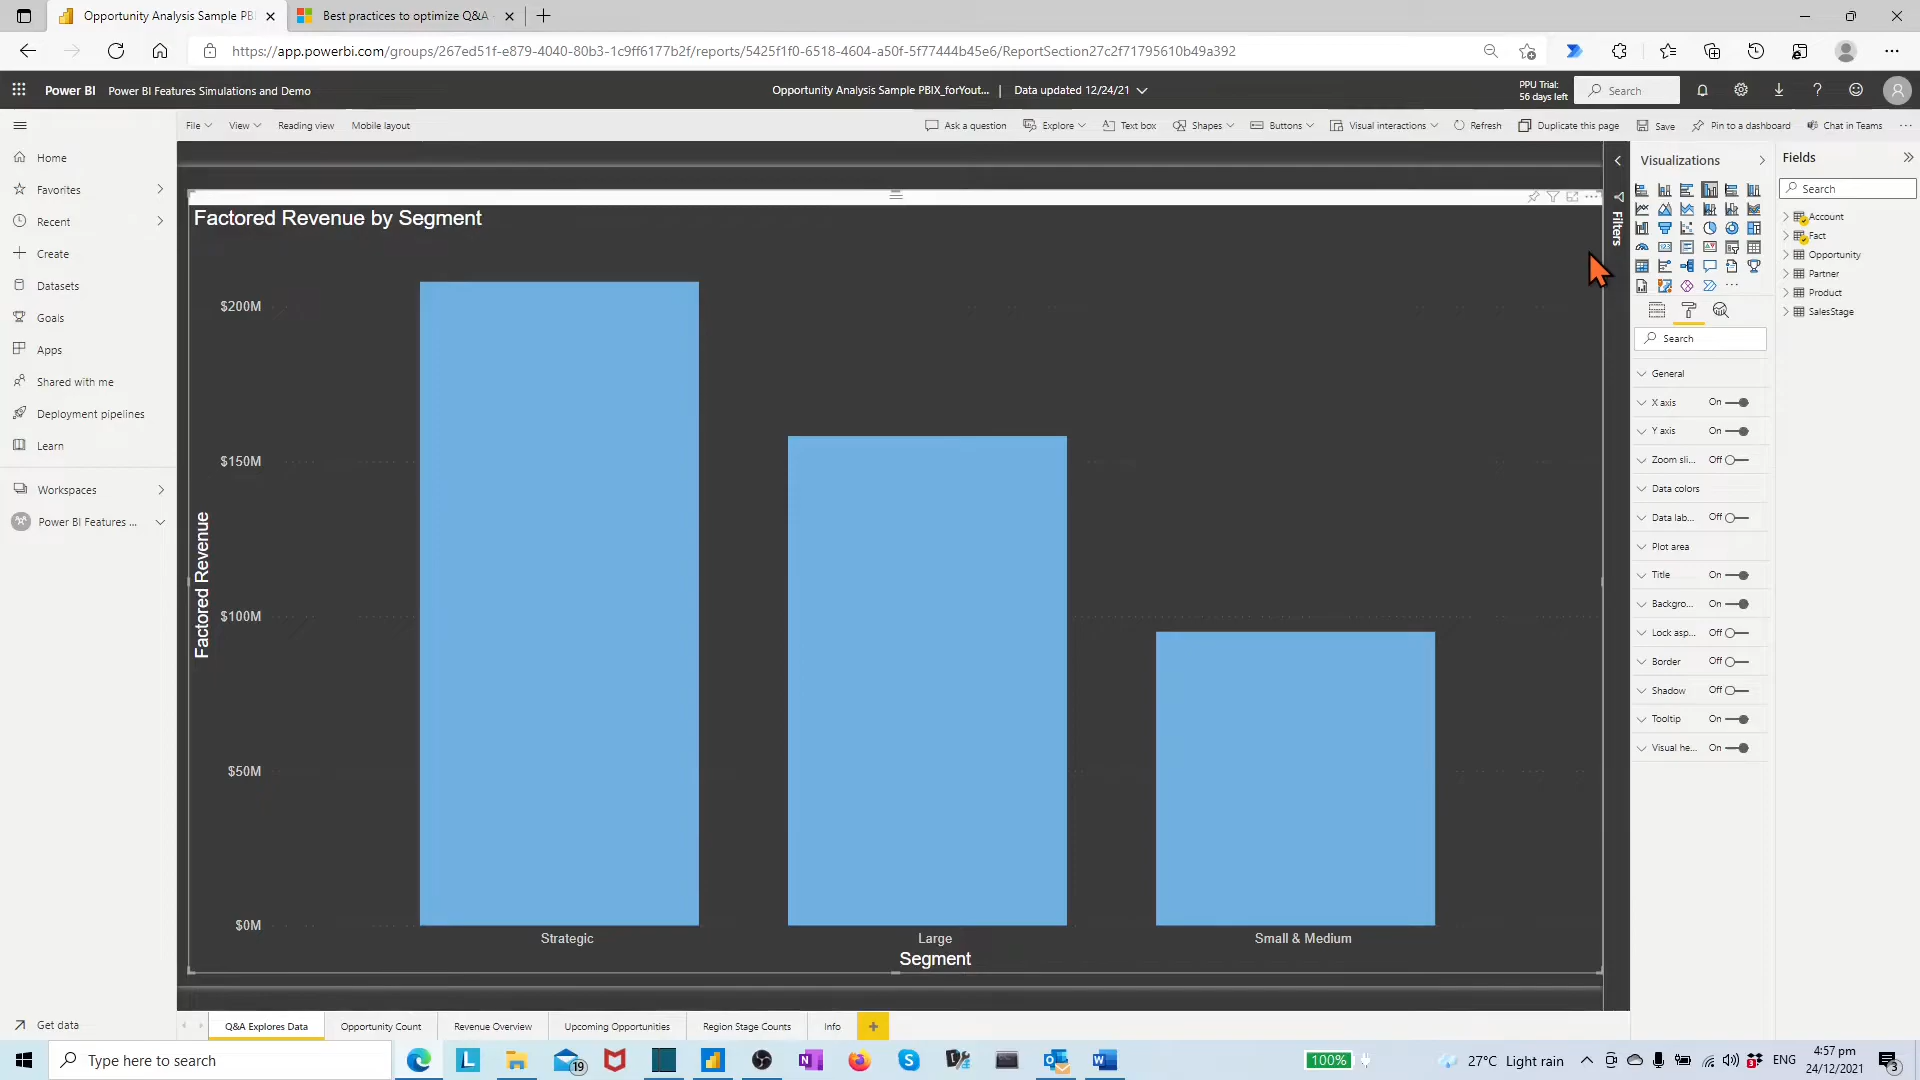 Opportunity Analysis Sample PBI
Best practices to optimize Q&A -
https://app.powerbi.com/groups/267ed51f-e879-4040-80b3-1c9ff6177b2f/reports/5425f1f0-6518-4604-a50f-5f77444b45e6/ReportSection27c2f71795610b49a392
Power BI Power BI Features Simulations and Demo
Opportunity Analysis Sample PBIX_forYout... | Data updated 12/24/21
PPU Trial:
56 days left
Search
File View Reading view Mobile layout
Ask a question Explore Text box Shapes Buttons Visual interactions Refresh Duplicate this page Save Pin to a dashboard Chat in Teams
Home
Favorites
Recent
Create
Datasets
Goals
Apps
Shared with me
Deployment pipelines
Learn
Workspaces
Power BI Features ...
Get data
Factored Revenue by Segment
$200M
$150M
$100M
$50M
$0M
Factored Revenue
Strategic
Large
Small & Medium
Segment
Filters
Visualizations
Search
General
X axis On
Y axis On
Zoom sli... Off
Data colors
Data lab... Off
Plot area
Title On
Backgro... On
Lock asp... Off
Border Off
Shadow Off
Tooltip On
Visual he... On
Fields
Search
Account
Fact
Opportunity
Partner
Product
SalesStage
Q&A Explores Data
Opportunity Count
Revenue Overview
Upcoming Opportunities
Region Stage Counts
Info
Type here to search
19
100%
27°C Light rain
ENG
4:57 pm
24/12/2021
3